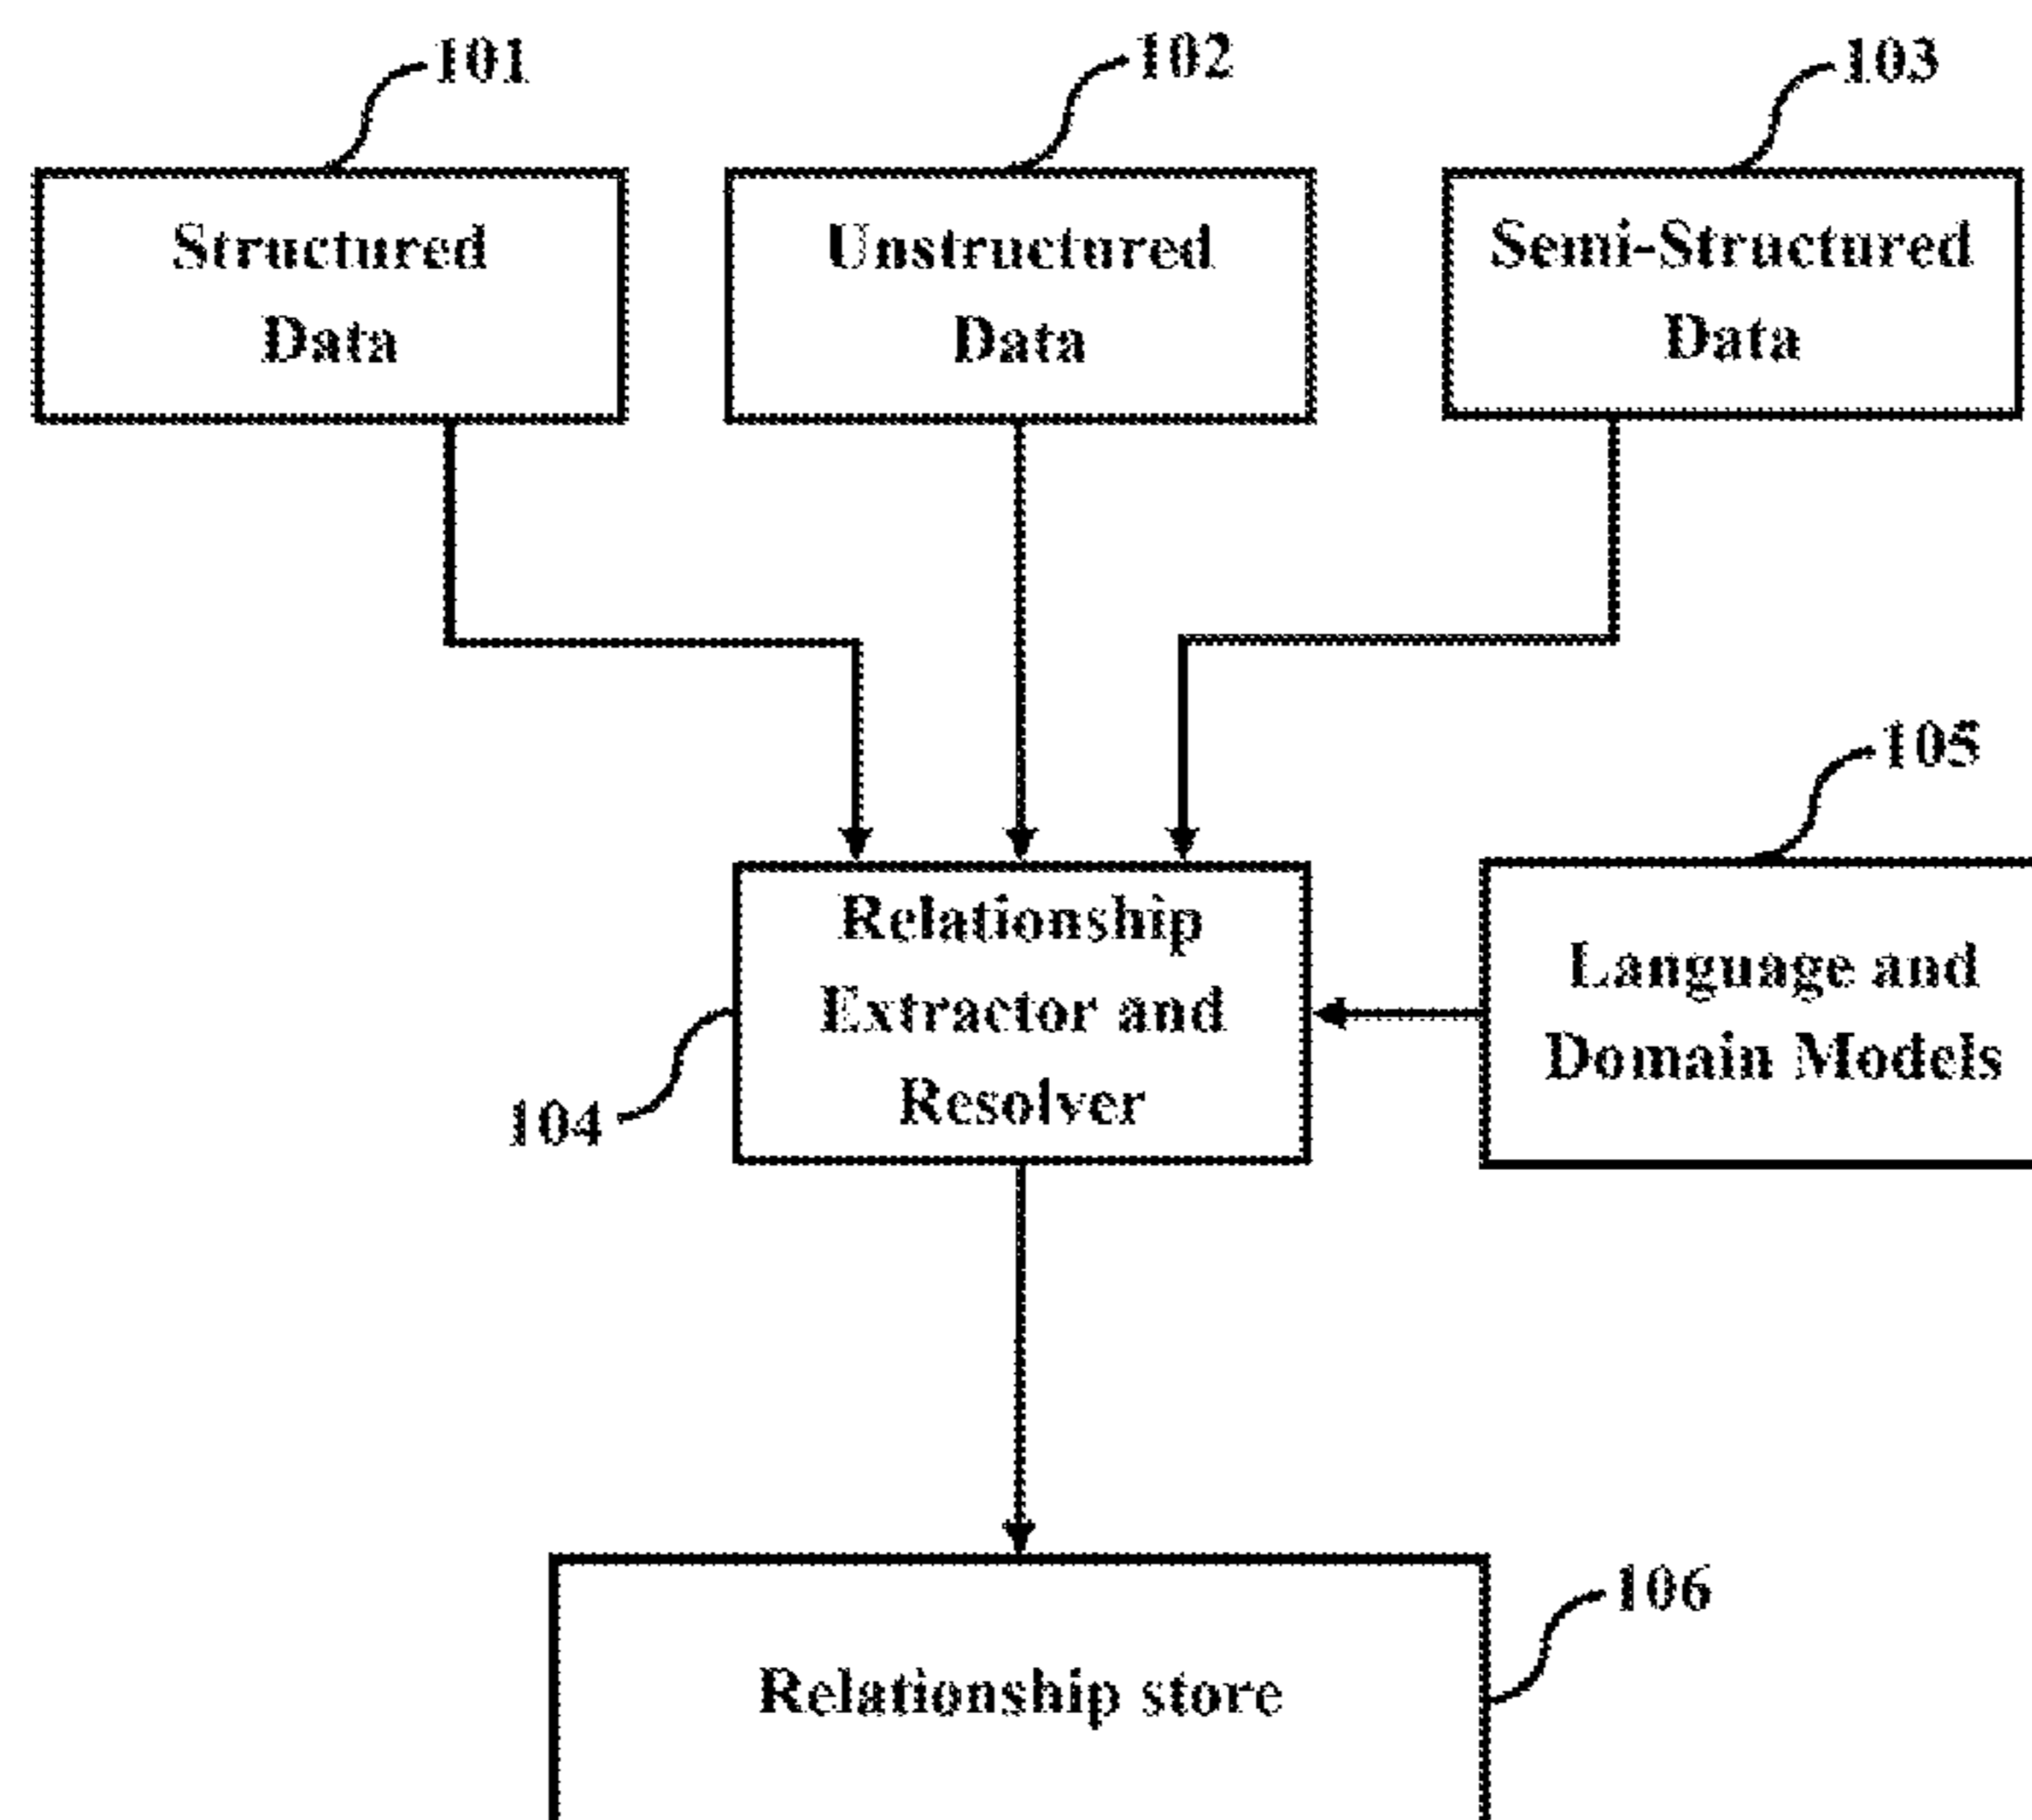 101
102
103
Structured
Data
Unstructured
Data
Semi-Structured
Data
105
Relationship
Extractor and
Resolver
Language and
Domain Models
104
106
Relationship store